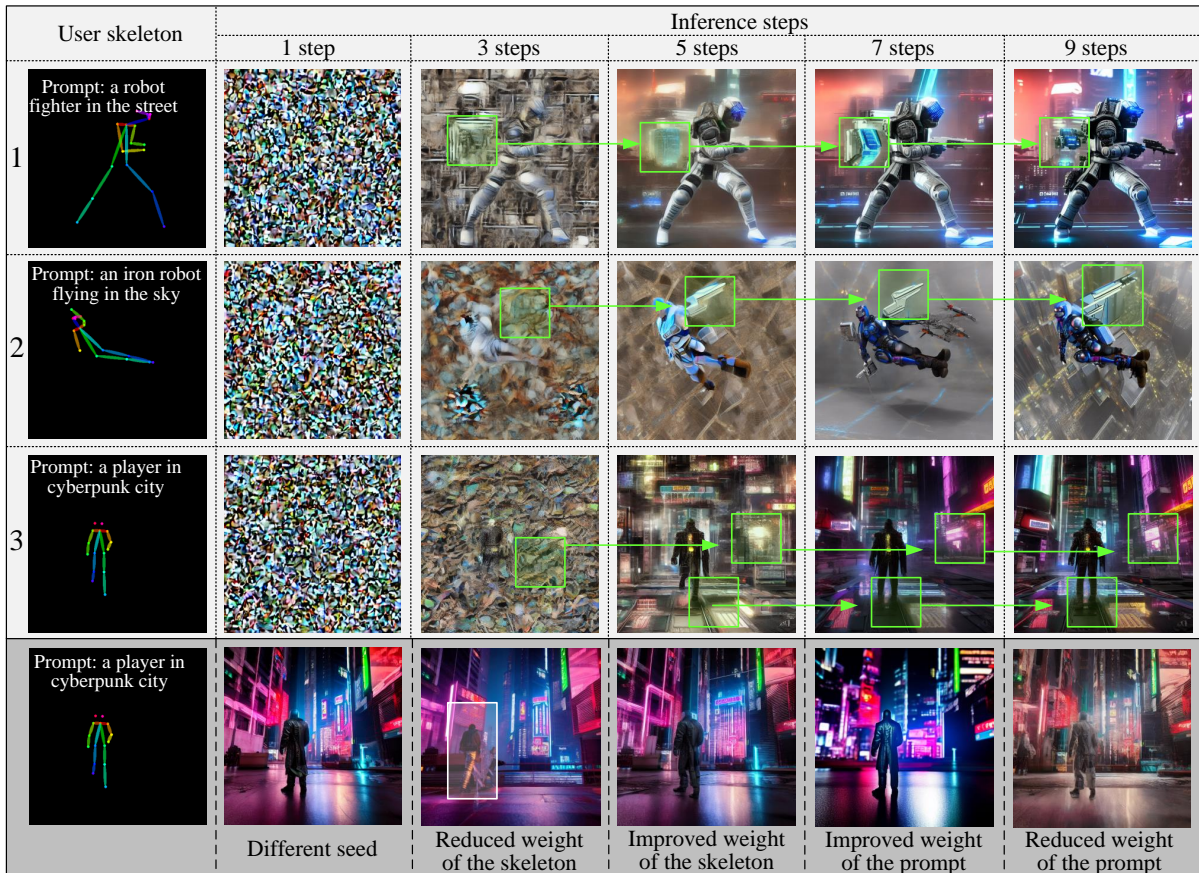 User skeleton
Inference steps
1 step
3 steps
5 steps
7 steps
9 steps
1
Prompt: a robot
fighter in the street
2
Prompt: an iron robot
flying in the sky
3
Prompt: a player in
cyberpunk city
Prompt: a player in
cyberpunk city
Different seed
Reduced weight
of the skeleton
Improved weight
of the skeleton
Improved weight
of the prompt
Reduced weight
of the prompt